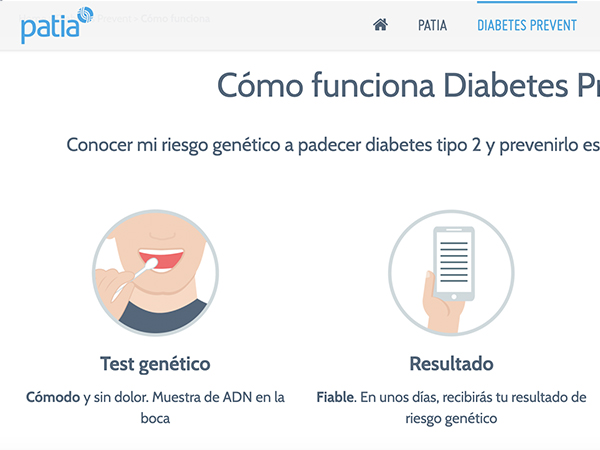 patia
Prevent - Cómo funciona
PATIA
DIABETES PREVENT
Cómo funciona Diabetes
Conocer mi riesgo genético a padecer diabetes tipo 2 y prevenirlo es
Test genético
Resultado
Cómodo y sin dolor. Muestra de ADN en la
boca
Fiable. En unos días, recibirás tu resultado de
riesgo genético